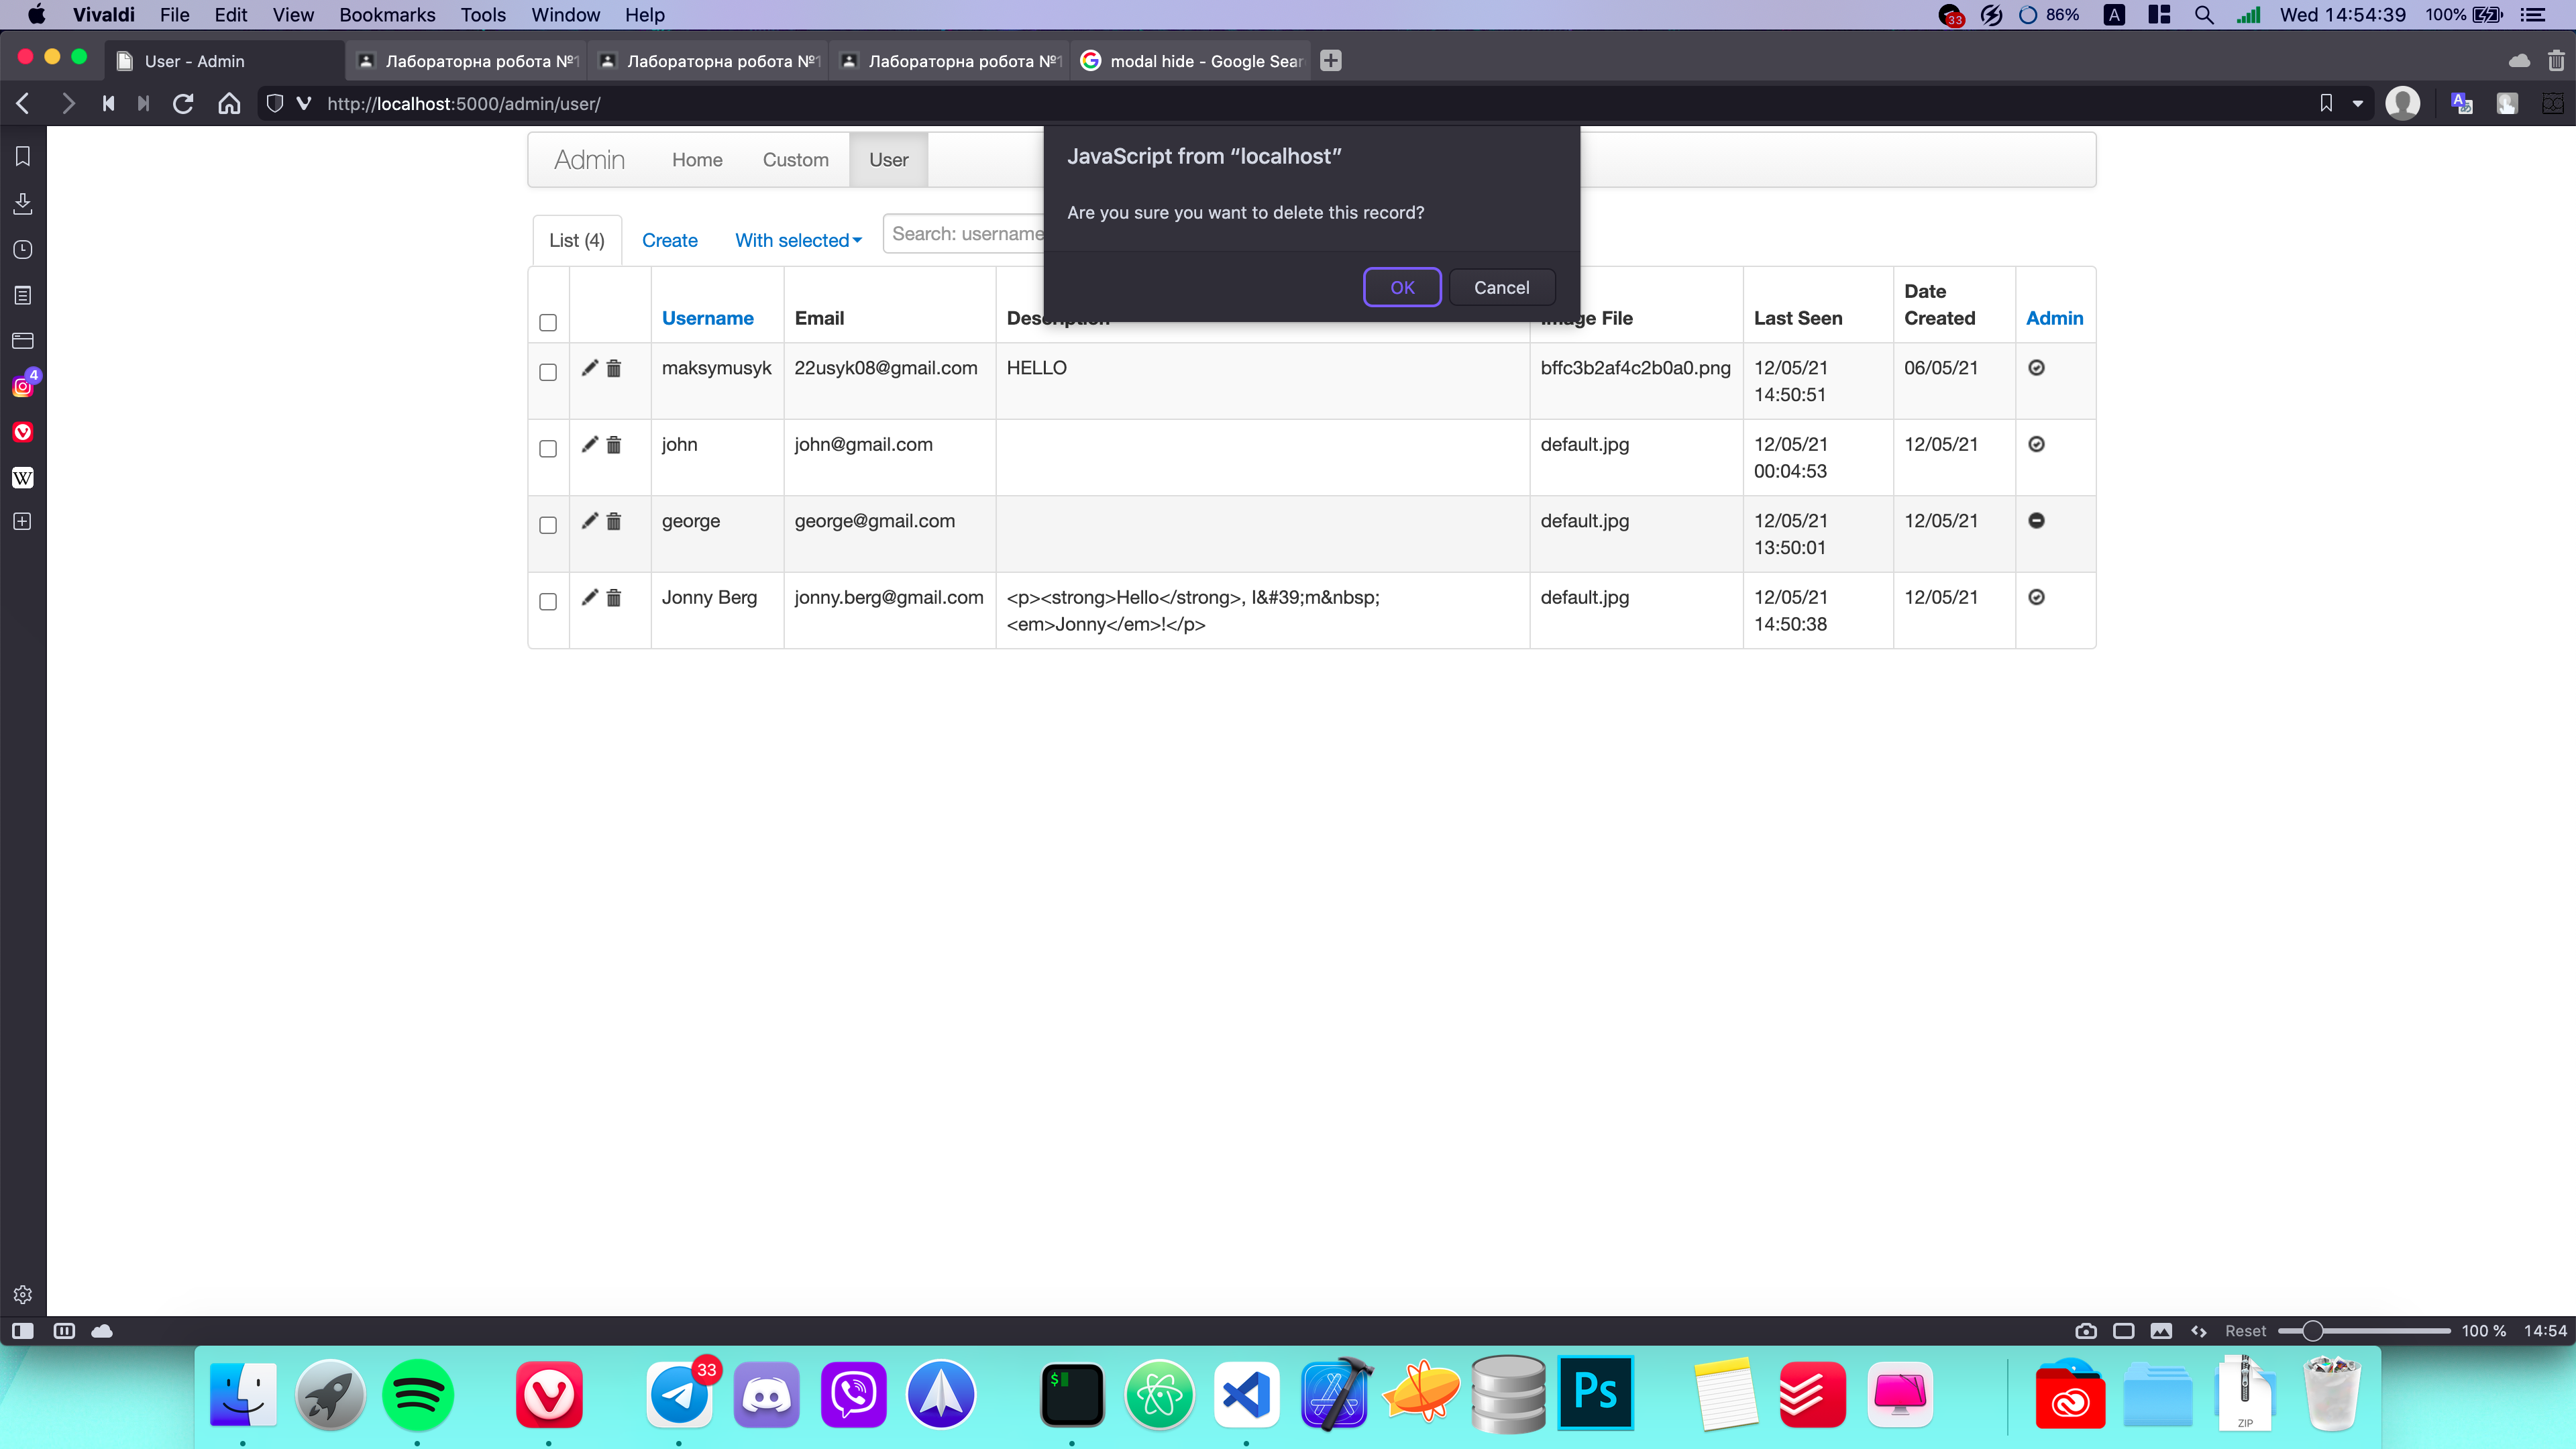 Vivaldi File Edit View Bookmarks Tools Window Help 33 86% A Wed 14:54:39 100%
User - Admin Лабораторна робота №1 Лабораторна робота №1 Лабораторна робота №1 modal hide - Google Sear
http://localhost:5000/admin/user/
Admin Home Custom User
JavaScript from “localhost”
Are you sure you want to delete this record?
OK Cancel
List (4) Create With selected Search: username
Username Email Description Image File Last Seen Date Created Admin
maksymusyk 22usyk08@gmail.com HELLO bffc3b2af4c2b0a0.png 12/05/21 14:50:51 06/05/21
john john@gmail.com default.jpg 12/05/21 00:04:53 12/05/21
george george@gmail.com default.jpg 12/05/21 13:50:01 12/05/21
Jonny Berg jonny.berg@gmail.com <p><strong>Hello</strong>, I&#39;m&nbsp; <em>Jonny</em>!</p> default.jpg 12/05/21 14:50:38 12/05/21
4
W
Reset 100 % 14:54
33
$
Ps
ZIP